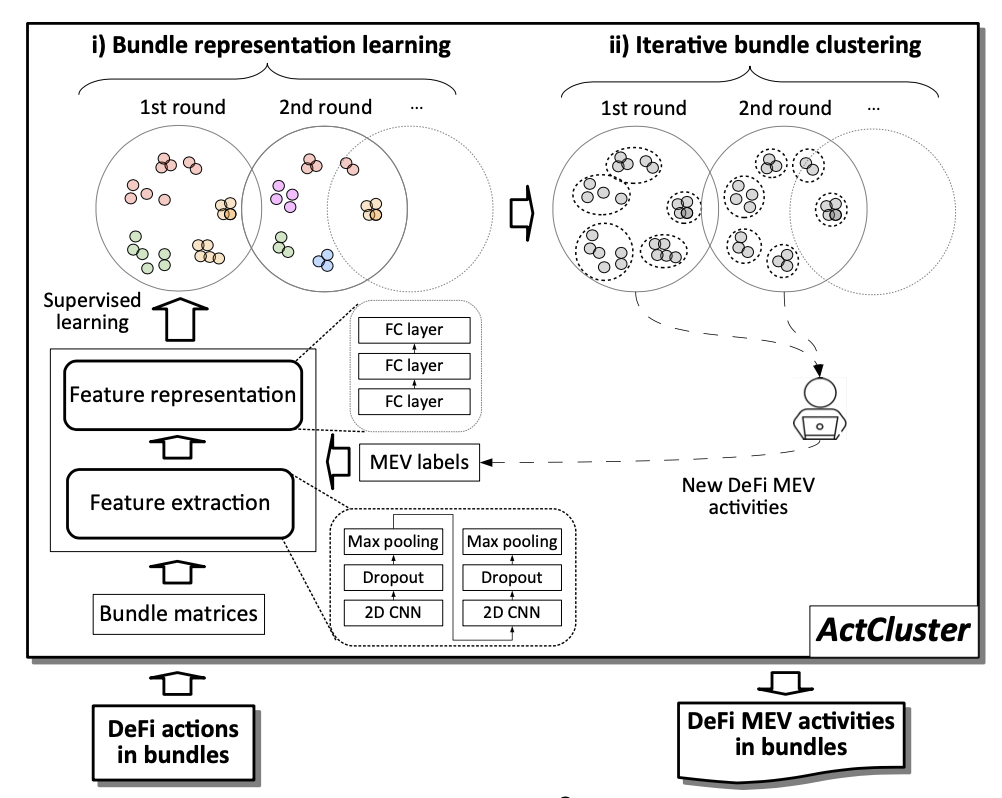 i) Bundle representation learning
ii) Iterative bundle clustering
1st round
2nd round
...
1st round
2nd round
...
Supervised
learning
Feature representation
FC layer
FC layer
FC layer
MEV labels
New DeFi MEV
activities
Feature extraction
Max pooling
Dropout
2D CNN
Max pooling
Dropout
2D CNN
Bundle matrices
ActCluster
DeFi actions
in bundles
DeFi MEV activities
in bundles